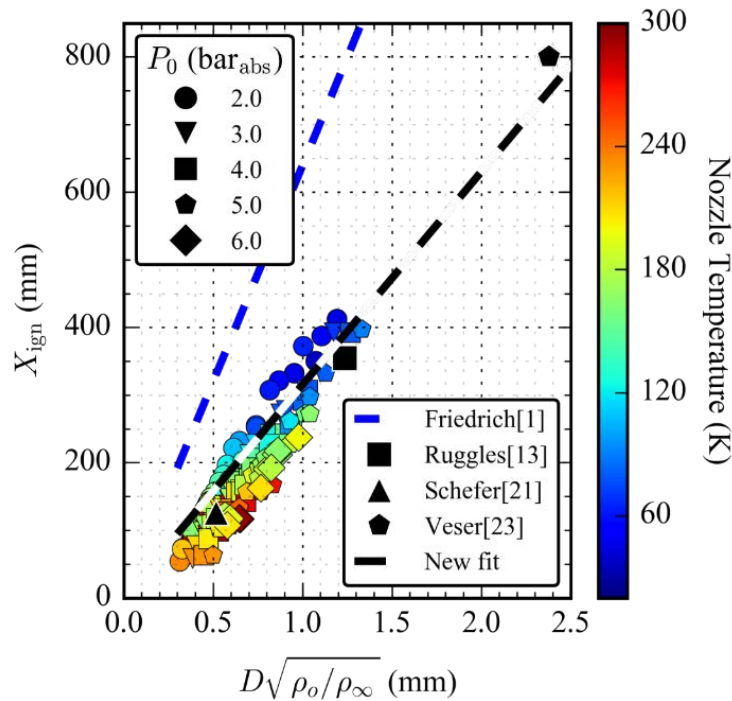 P₀ (bar_abs)
2.0
3.0
4.0
5.0
6.0
Friedrich[1]
Ruggles[13]
Schefer[21]
Veser[23]
New fit
X_ign (mm)
800
600
400
200
0
0.0 0.5 1.0 1.5 2.0 2.5
D√ρₒ/ρ∞ (mm)
300
240
180
120
60
Nozzle Temperature (K)